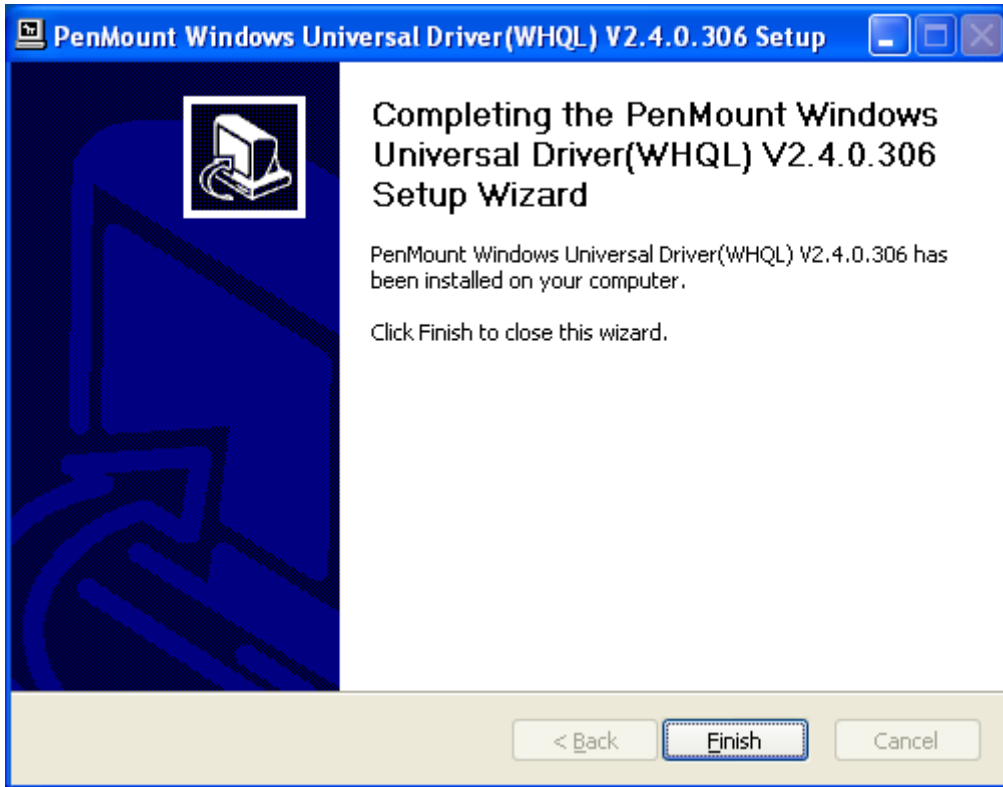 PenMount Windows Universal Driver(WHQL) V2.4.0.306 Setup
Completing the PenMount Windows
Universal Driver(WHQL) V2.4.0.306
Setup Wizard
PenMount Windows Universal Driver(WHQL) V2.4.0.306 has
been installed on your computer.
Click Finish to close this wizard.
< Back
Finish
Cancel